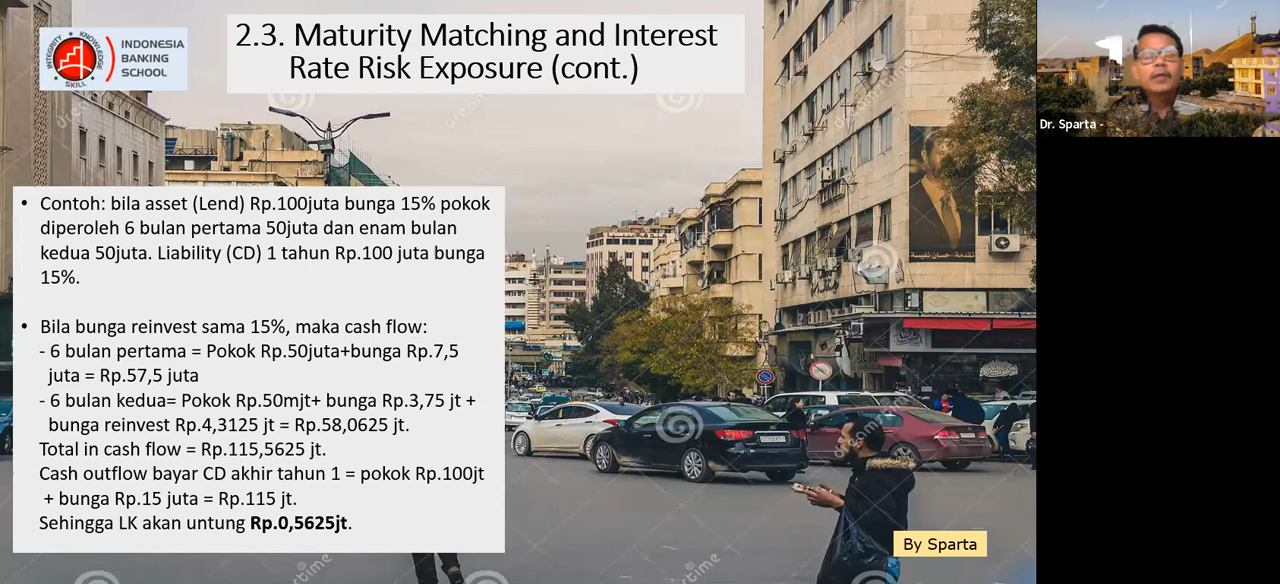 2.3. Maturity Matching and Interest
Rate Risk Exposure (cont.)
INTEGRITY
KNOWLEDGE
SKILL
INDONESIA
BANKING
SCHOOL
Dr. Sparta -
• Contoh: bila asset (Lend) Rp.100juta bunga 15% pokok
diperoleh 6 bulan pertama 50juta dan enam bulan
kedua 50juta. Liability (CD) 1 tahun Rp.100 juta bunga
15%.
• Bila bunga reinvest sama 15%, maka cash flow:
- 6 bulan pertama = Pokok Rp.50juta+bunga Rp.7,5
juta = Rp.57,5 juta
- 6 bulan kedua= Pokok Rp.50mjt+ bunga Rp.3,75 jt +
bunga reinvest Rp.4,3125 jt = Rp.58,0625 jt.
Total in cash flow = Rp.115,5625 jt.
Cash outflow bayar CD akhir tahun 1 = pokok Rp.100jt
+ bunga Rp.15 juta = Rp.115 jt.
Sehingga LK akan untung Rp.0,5625jt.
By Sparta